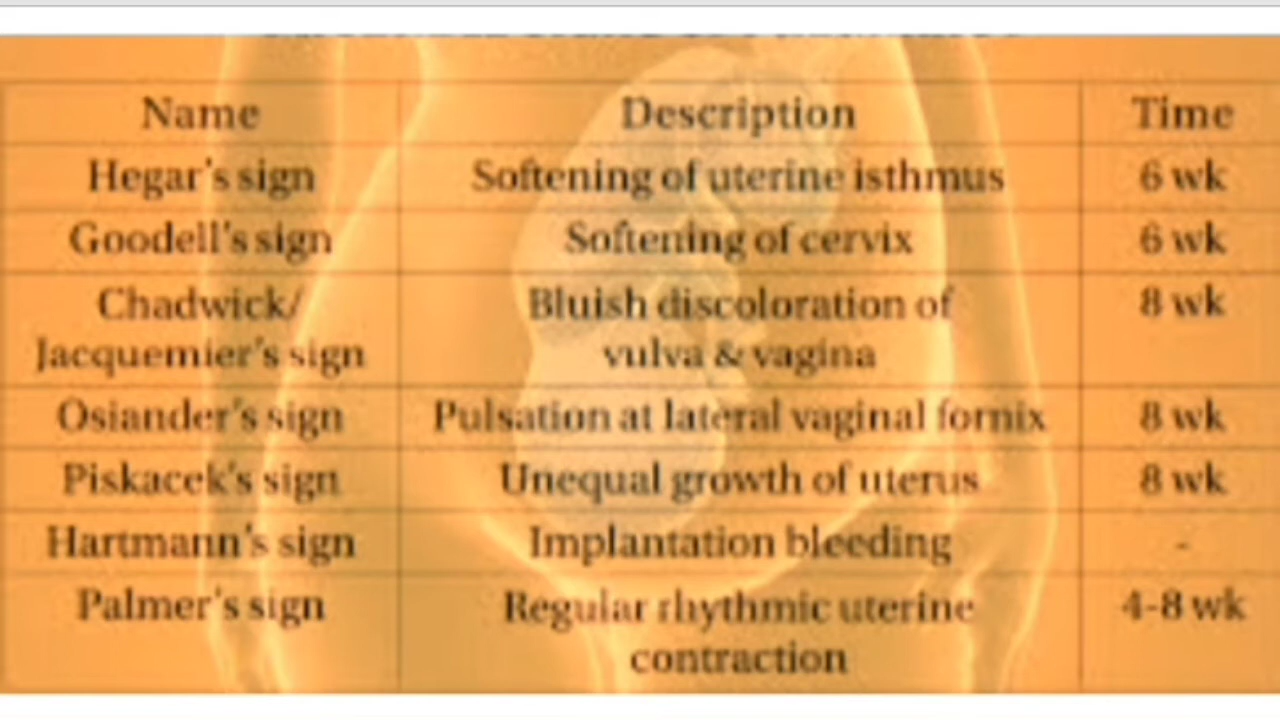 Name Description Time
Hegar's sign Softening of uterine isthmus 6 wk
Goodell's sign Softening of cervix 6 wk
Chadwick/ Bluish discoloration of 8 wk
Jacquemier's sign vulva & vagina
Osiander's sign Pulsation at lateral vaginal fornix 8 wk
Piskacek's sign Unequal growth of uterus 8 wk
Hartmann's sign Implantation bleeding -
Palmer's sign Regular rhythmic uterine 4-8 wk
contraction